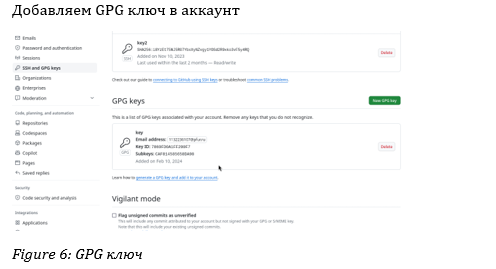 Добавляем GPG ключ в аккаунт
Emails
Password and authentication
Sessions
SSH and GPG keys
Organizations
Enterprises
Moderation
Code, planning, and automation
Repositories
Codespaces
Packages
Copilot
Pages
Saved replies
Security
Code security and analysis
Integrations
Applications
key2
Added on Nov 10, 2023
Last used within the last 2 months — Read/write
SSH
Delete
Check out our guide to connecting to GitHub using SSH keys or troubleshoot common SSH problems.
GPG keys
New GPG key
This is a list of GPG keys associated with your account. Remove any keys that you do not recognize.
key
Email address:
Key ID:
Subkeys:
Added on Feb 10, 2024
GPG
Delete
Learn how to generate a GPG key and add it to your account.
Vigilant mode
Flag unsigned commits as unverified
This will include any commit attributed to your account but not signed with your GPG or S/MIME key.
Note that this will include your existing unsigned commits.
Figure 6: GPG ключ